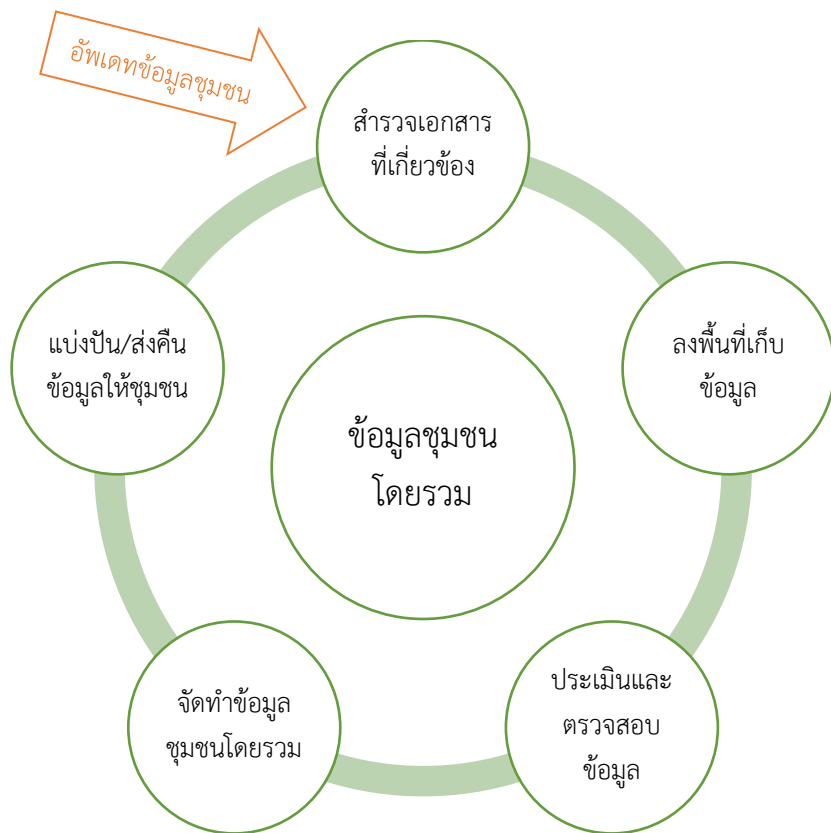 อัพเดทข้อมูลชุมชน
สำรวจเอกสาร
ที่เกี่ยวข้อง
ลงพื้นที่เก็บ
ข้อมูล
ประเมินและ
ตรวจสอบ
ข้อมูล
จัดทำข้อมูล
ชุมชนโดยรวม
แบ่งปัน/ส่งคืน
ข้อมูลให้ชุมชน
ข้อมูลชุมชน
โดยรวม